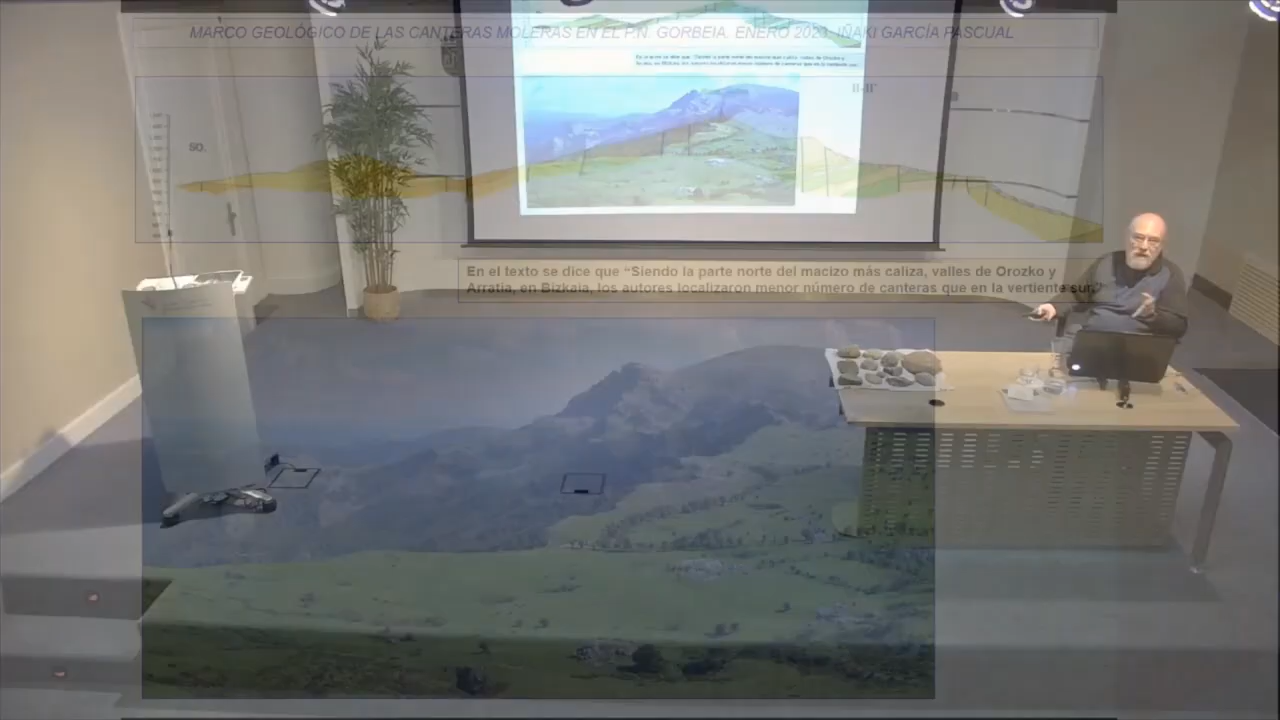 MARCO GEOLÓGICO DE LAS CANTERAS MOLERAS EN EL P.N. GORBEIA. ENERO 2023. IÑAKI GARCÍA PASCUAL
II-II'
SO.
En el texto se dice que “Siendo la parte norte del macizo más caliza, valles de Orozko y
Arratia, en Bizkaia, los autores localizaron menor número de canteras que en la vertiente sur.”